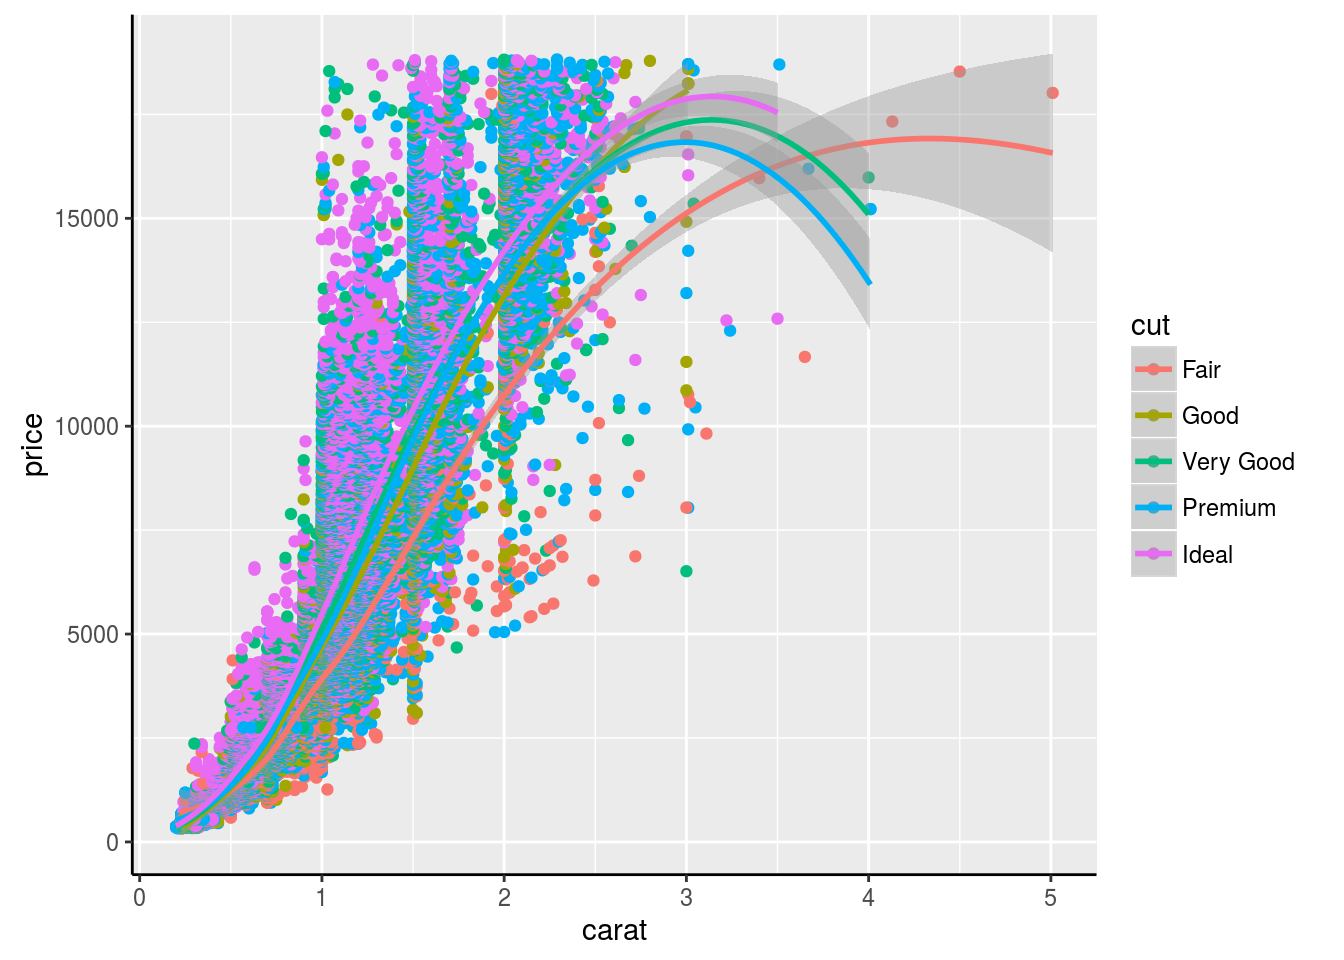 price
15000
10000
5000
0
0 1 2 3 4 5
carat
cut
Fair
Good
Very Good
Premium
Ideal